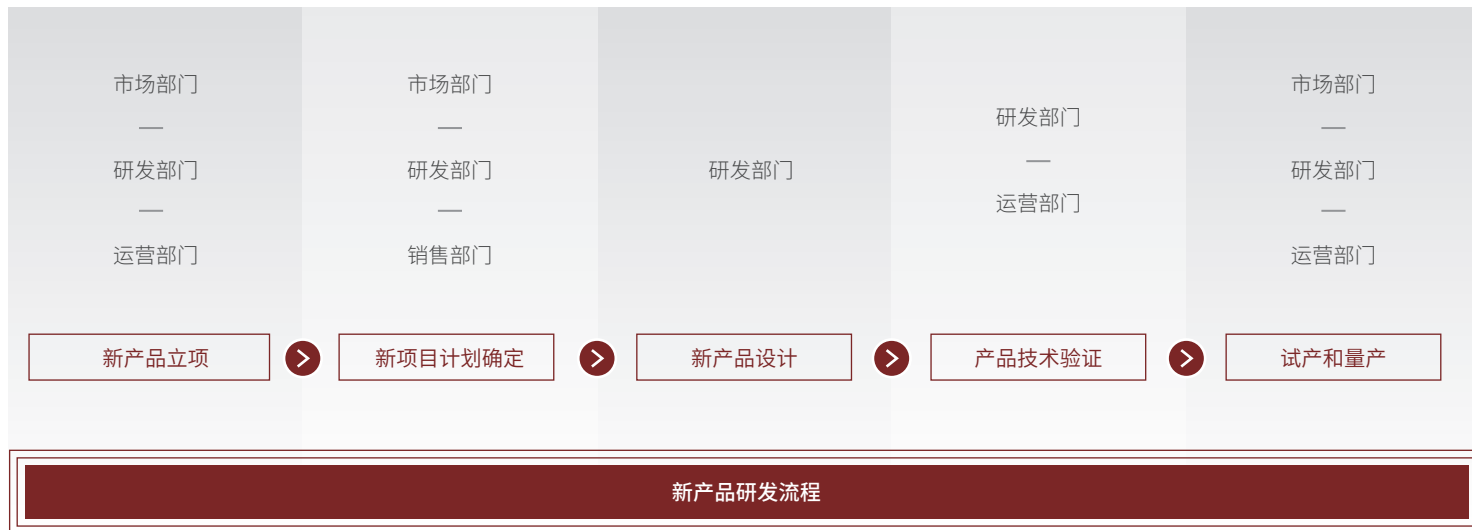 市场部门
研发部门
运营部门
市场部门
研发部门
销售部门
研发部门
研发部门
运营部门
市场部门
研发部门
运营部门
新产品立项
新项目计划确定
新产品设计
产品技术验证
试产和量产
新产品研发流程